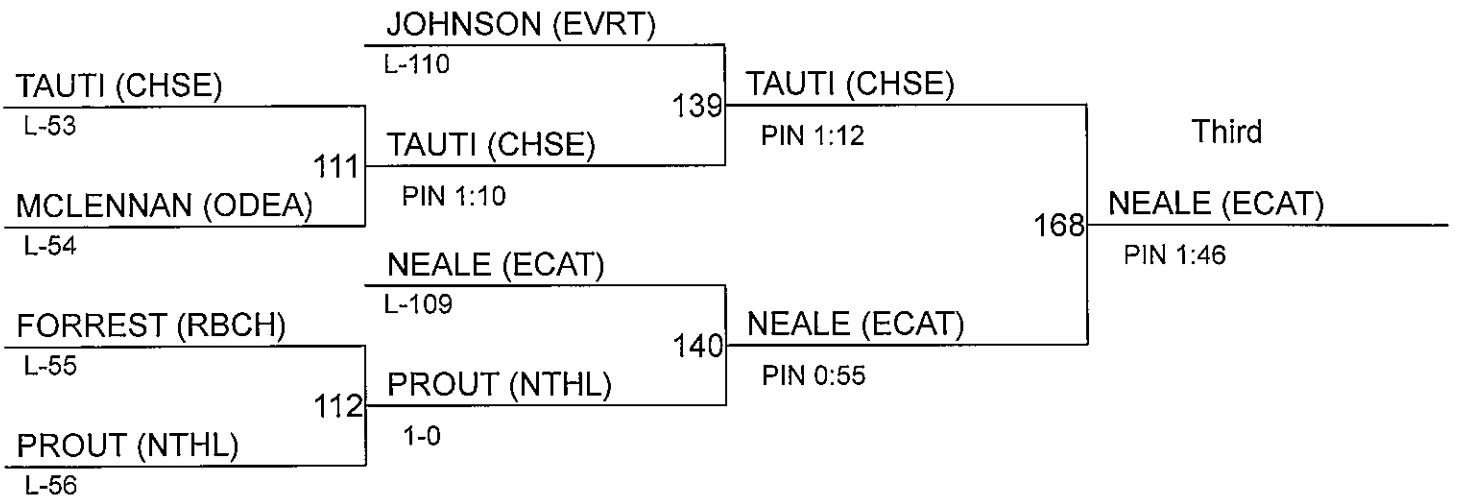 JOHNSON (EVRT)
L-110
TAUTI (CHSE)
L-53
139
TAUTI (CHSE)
PIN 1:12
Third
111
TAUTI (CHSE)
PIN 1:10
MCLENNAN (ODEA)
L-54
168
NEALE (ECAT)
PIN 1:46
NEALE (ECAT)
L-109
FORREST (RBCH)
L-55
140
NEALE (ECAT)
PIN 0:55
112
PROUT (NTHL)
1-0
PROUT (NTHL)
L-56